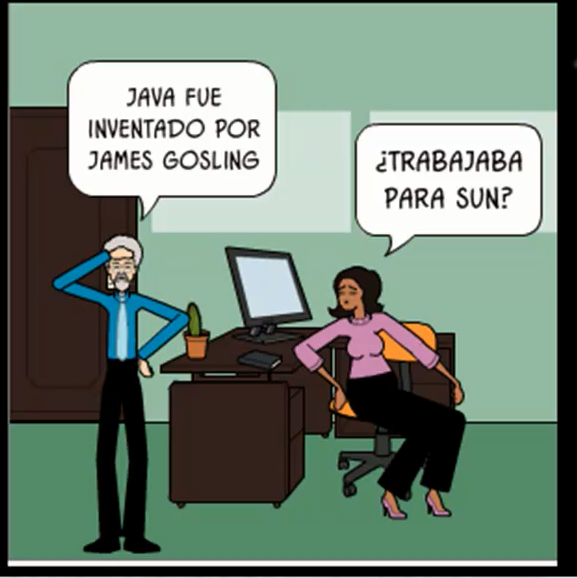 JAVA FUE
INVENTADO POR
JAMES GOSLING
¿TRABAJABA
PARA SUN?